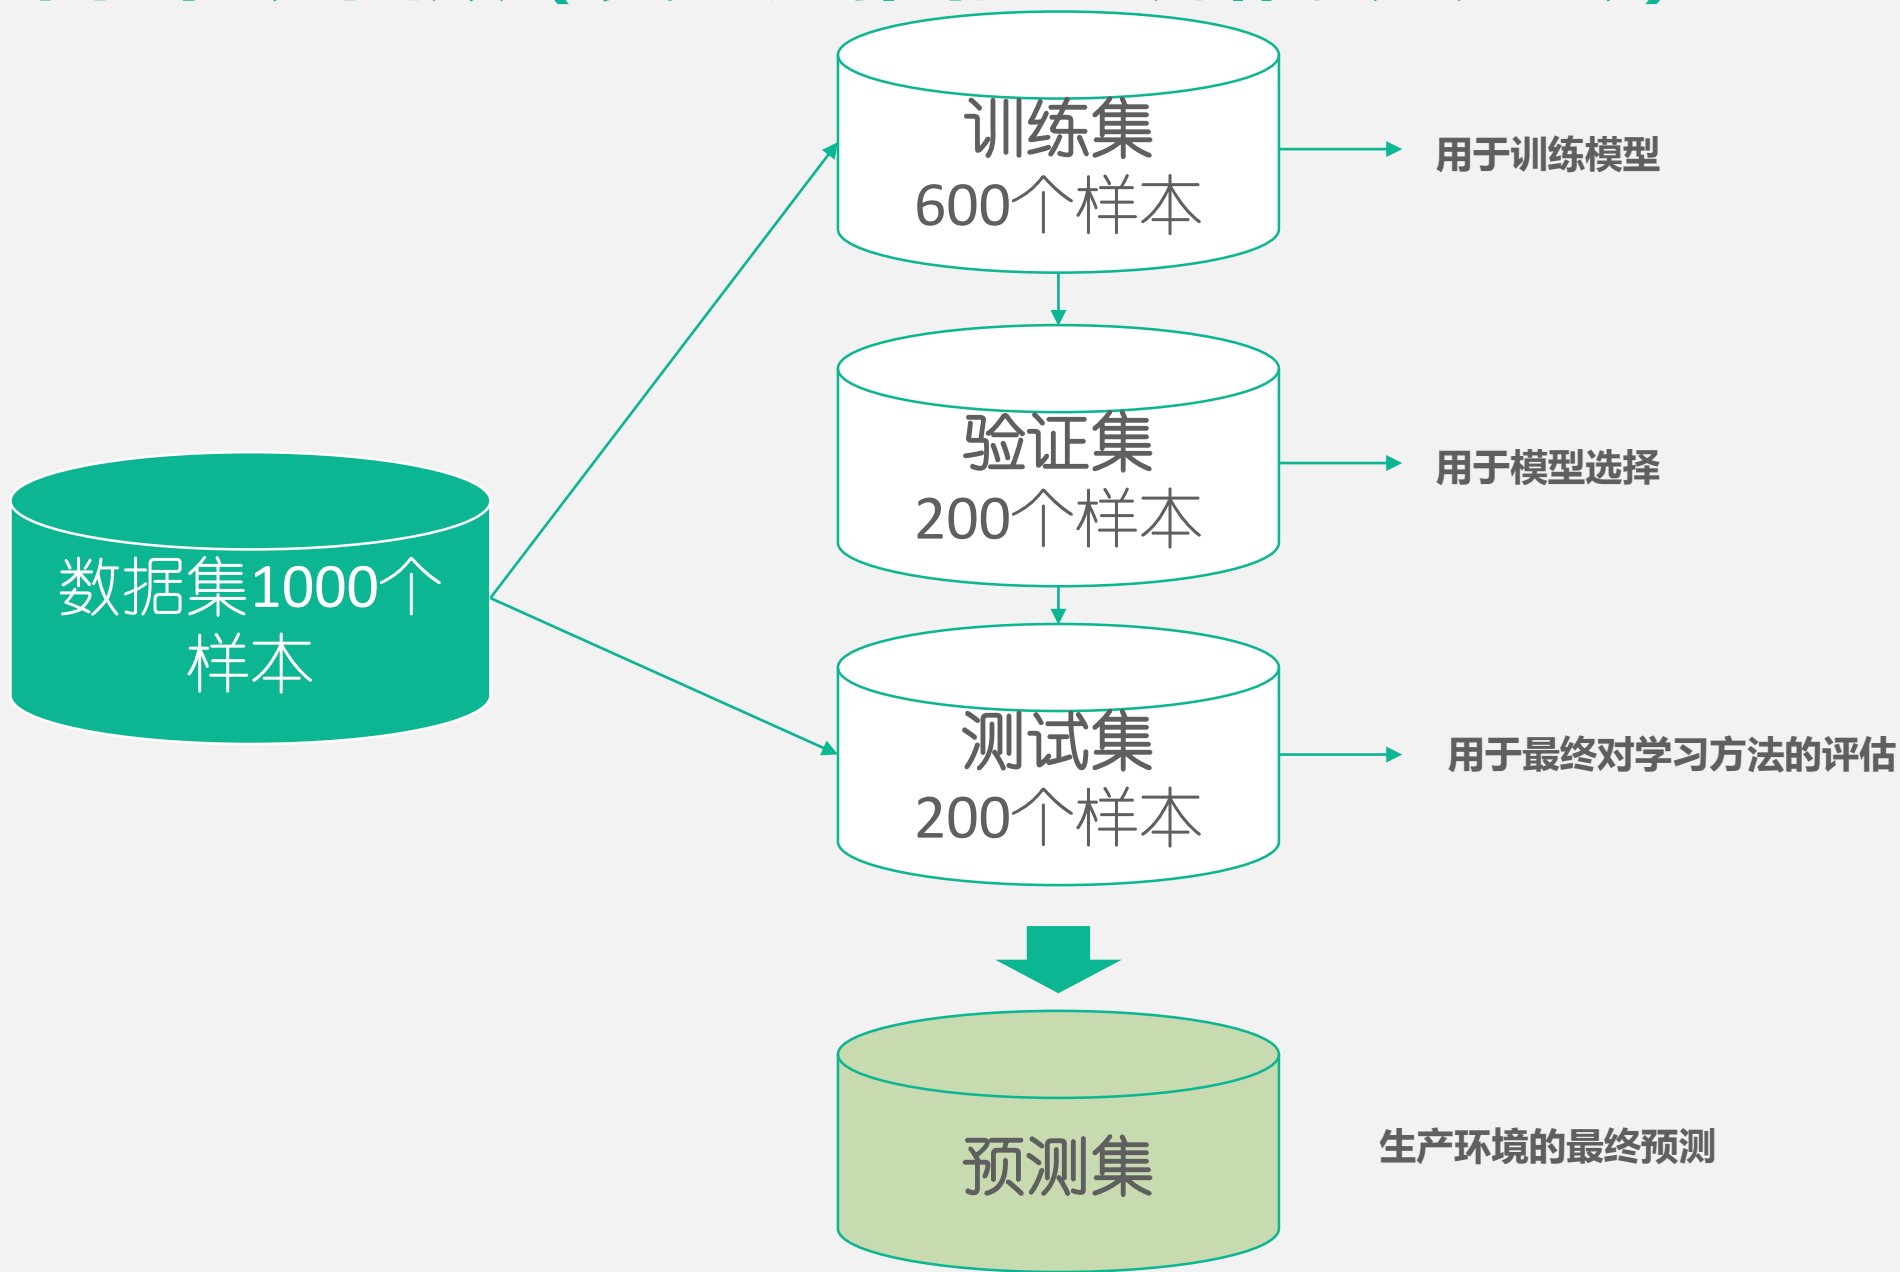 训练集
600个样本
用于训练模型
验证集
200个样本
用于模型选择
数据集1000个
样本
测试集
200个样本
用于最终对学习方法的评估
预测集
生产环境的最终预测